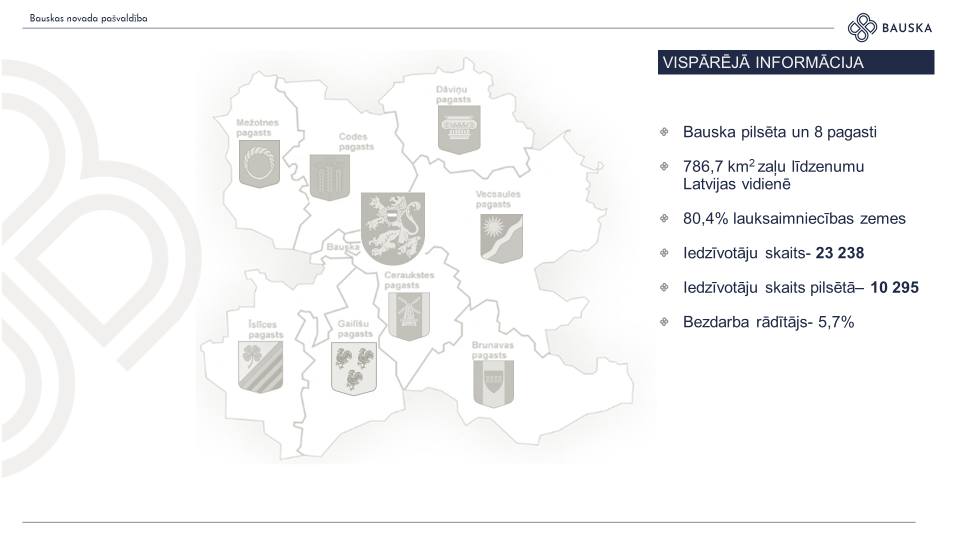 Bauskas novada pašvaldība
BAUSKA
VISPĀRĒJĀ INFORMĀCIJA
Dāviņu
pagasts
Mežotnes
pagasts
Codes
pagasts
Vecsaules
pagasts
Bauska
Ceraukstes
pagasts
Īslīces
pagasts
Gailīšu
pagasts
Brunavas
pagasts
Bauska pilsēta un 8 pagasti
786,7 km² zaļu līdzenumu
Latvijas vidienē
80,4% lauksaimniecības zemes
Iedzīvotāju skaits- 23 238
Iedzīvotāju skaits pilsētā– 10 295
Bezdarba rādītājs- 5,7%